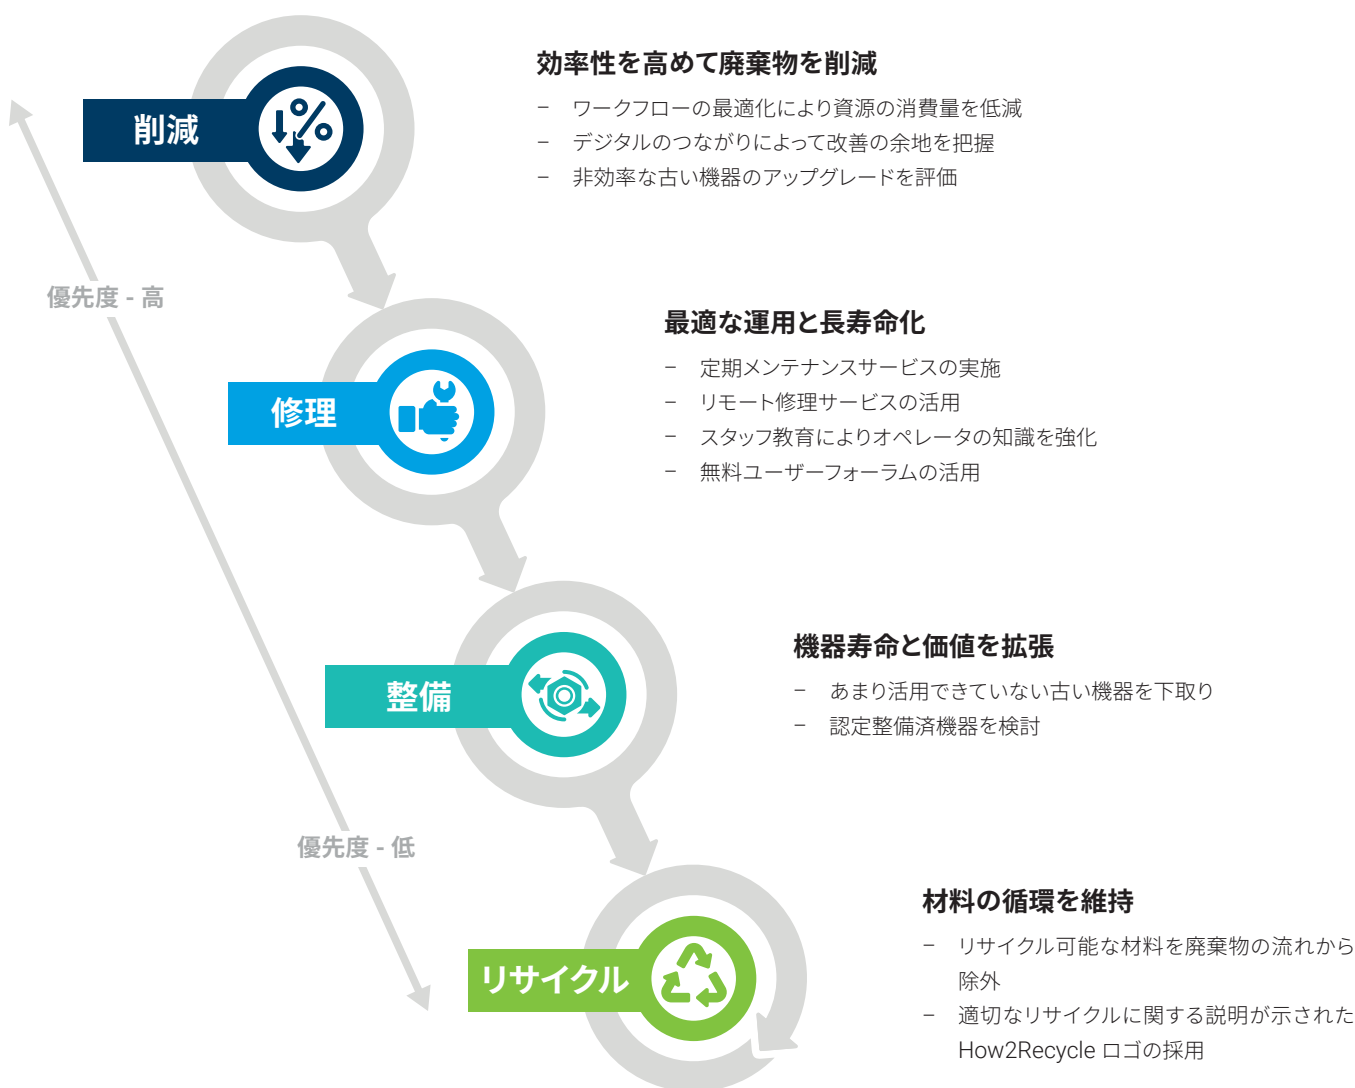 効率性を高めて廃棄物を削減
– ワークフローの最適化により資源の消費量を低減
– デジタルのつながりによって改善の余地を把握
– 非効率な古い機器のアップグレードを評価
削減
優先度 - 高
最適な運用と長寿命化
– 定期メンテナンスサービスの実施
– リモート修理サービスの活用
– スタッフ教育によりオペレータの知識を強化
– 無料ユーザーフォーラムの活用
修理
機器寿命と価値を拡張
– あまり活用できていない古い機器を下取り
– 認定整備済機器を検討
整備
優先度 - 低
材料の循環を維持
– リサイクル可能な材料を廃棄物の流れから
除外
– 適切なリサイクルに関する説明が示された
How2Recycle ロゴの採用
リサイクル